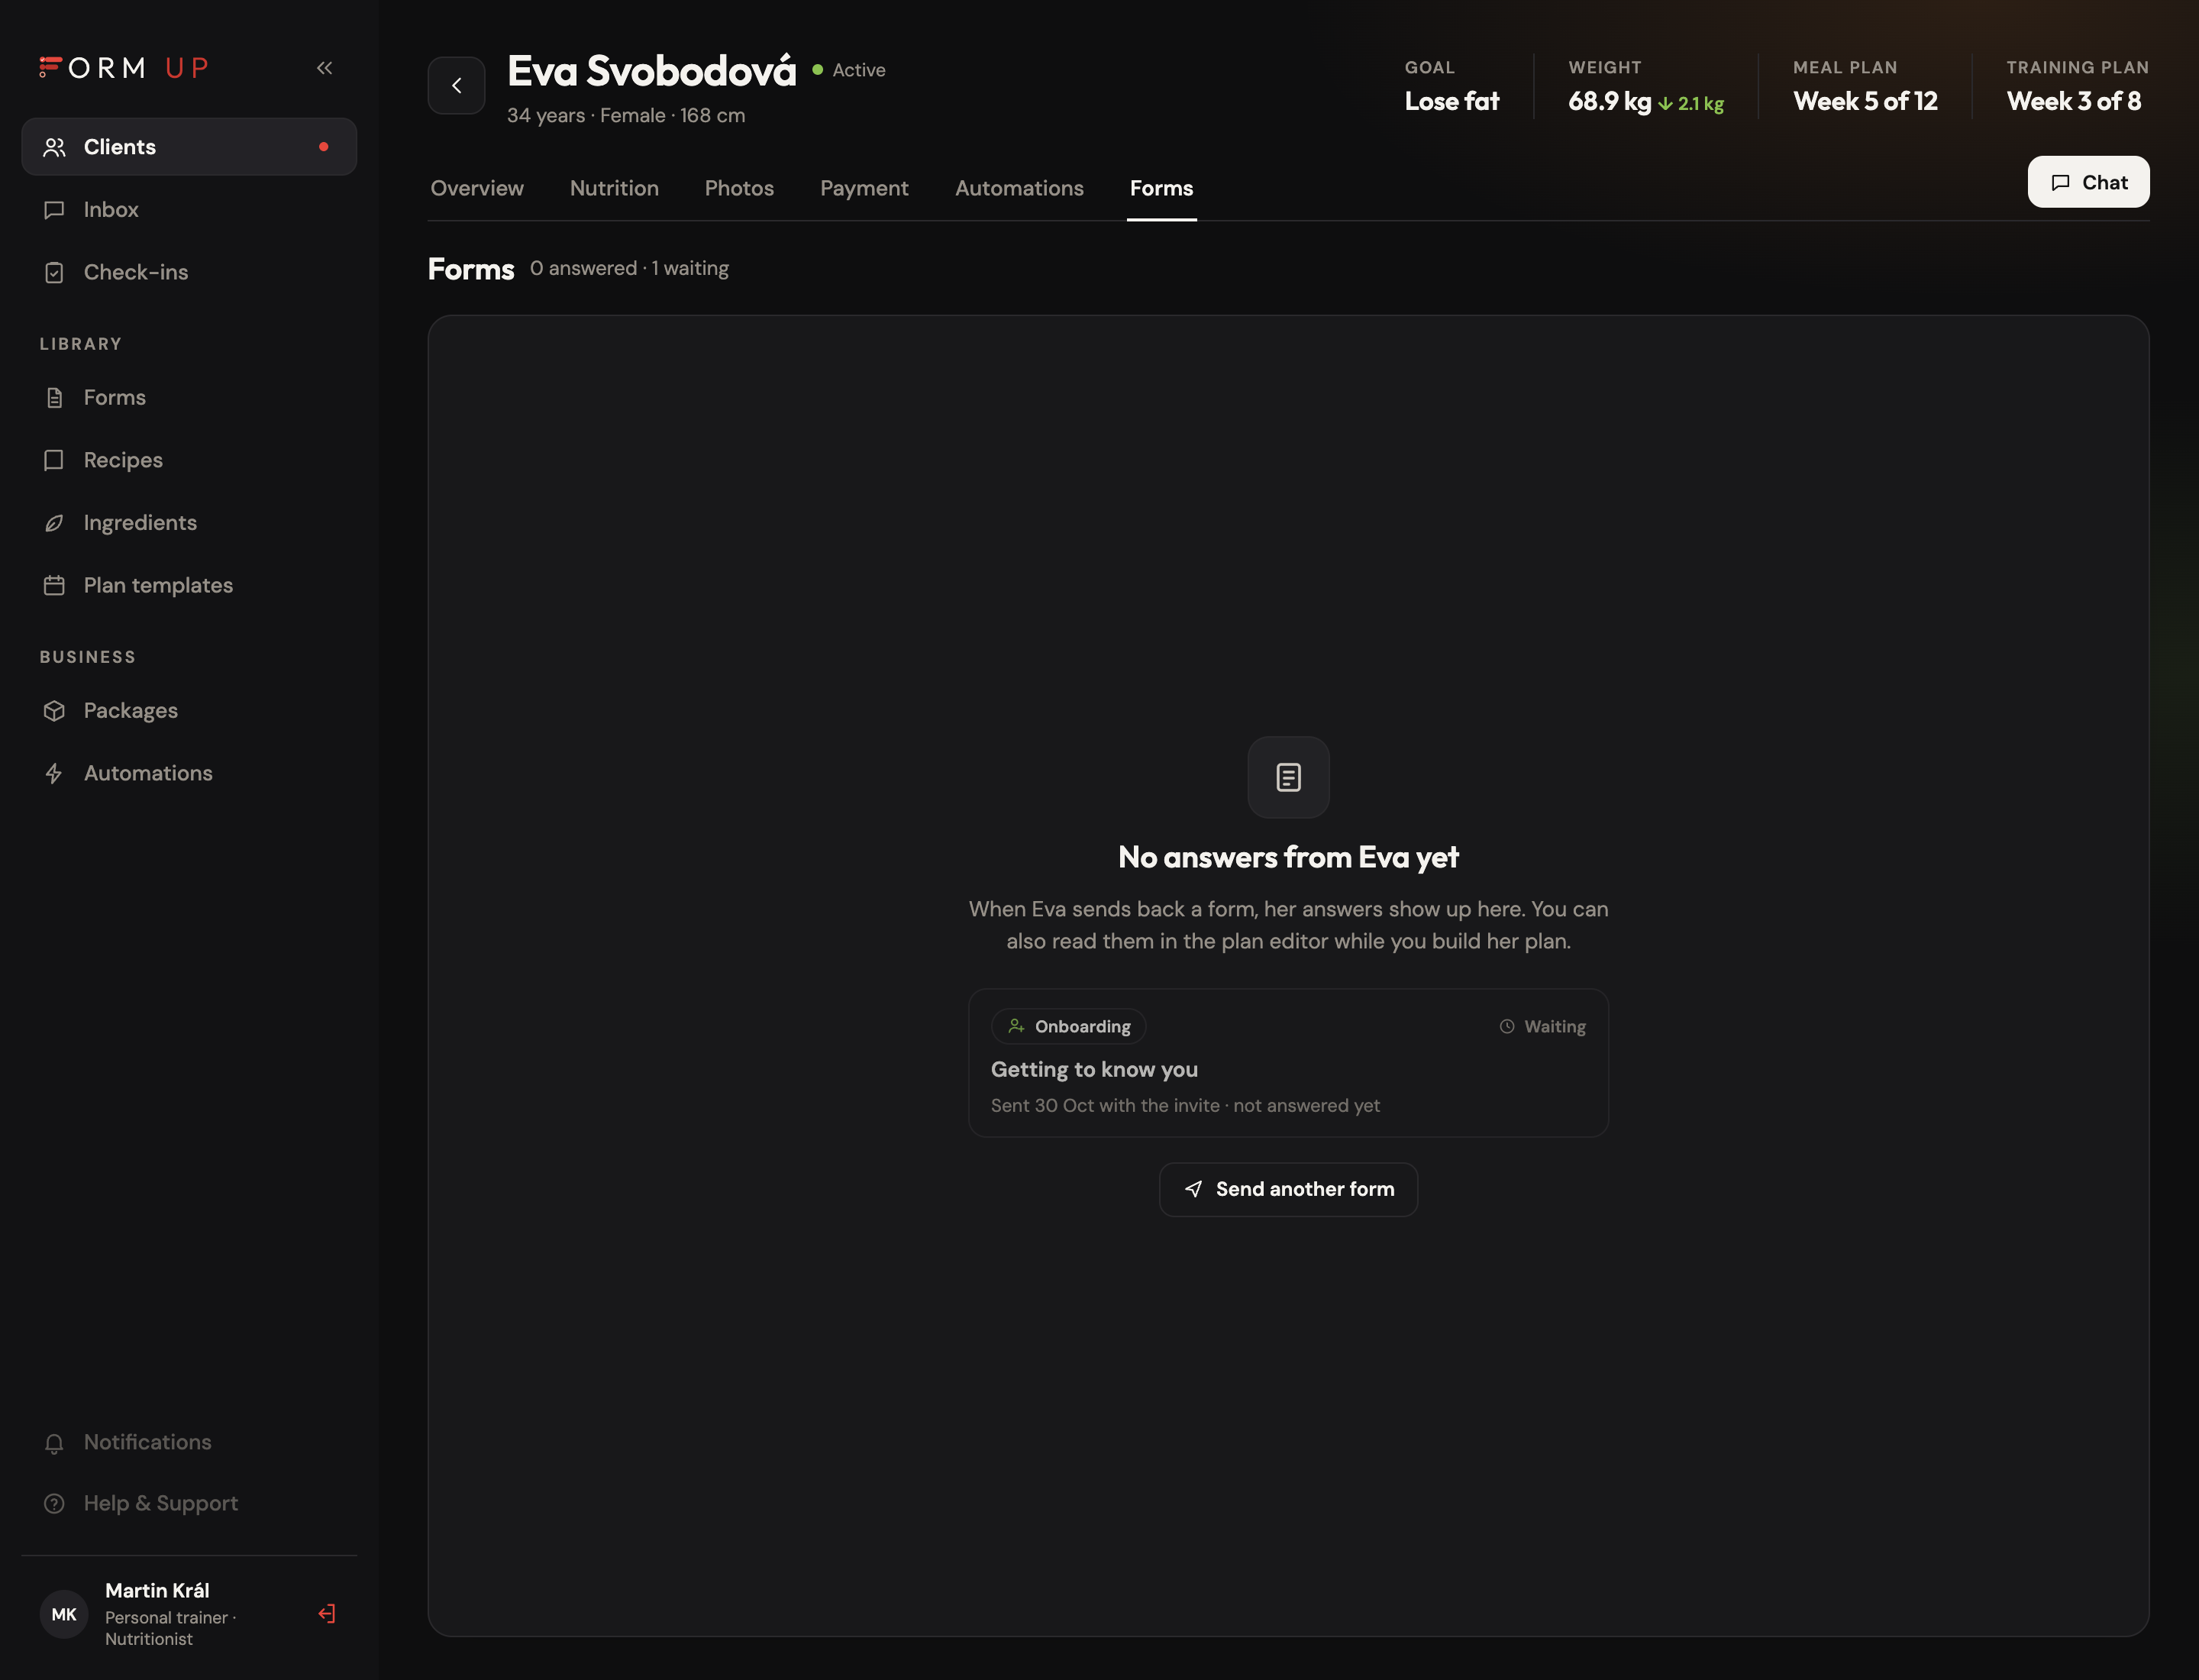 FORM UP
Clients
Inbox
Check-ins
LIBRARY
Forms
Recipes
Ingredients
Plan templates
BUSINESS
Packages
Automations
Notifications
Help & Support
MK
Martin Král
Personal trainer ·
Nutritionist
Eva Svobodová
Active
34 years · Female · 168 cm
GOAL
Lose fat
WEIGHT
68.9 kg ↓ 2.1 kg
MEAL PLAN
Week 5 of 12
TRAINING PLAN
Week 3 of 8
Overview
Nutrition
Photos
Payment
Automations
Forms
Chat
Forms
0 answered · 1 waiting
No answers from Eva yet
When Eva sends back a form, her answers show up here. You can
also read them in the plan editor while you build her plan.
Onboarding
Waiting
Getting to know you
Sent 30 Oct with the invite · not answered yet
Send another form